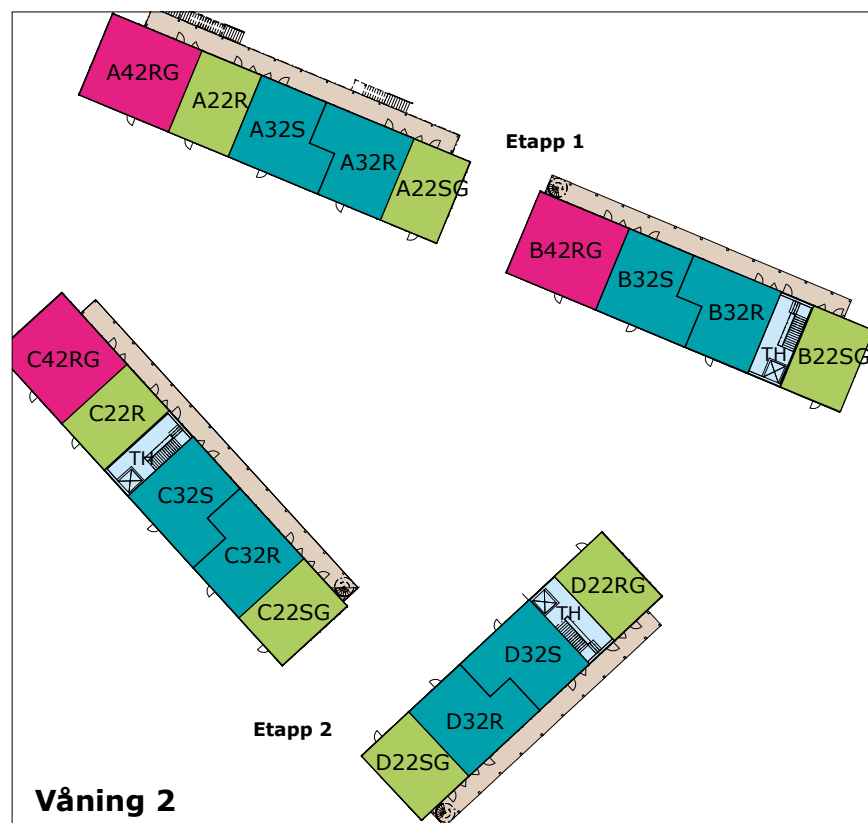 A42RG
A22R
A32S
A32R
A22SG
Etapp 1
B42RG
B32S
B32R
TH
B22SG
C42RG
C22R
TH
C32S
C32R
C22SG
D22RG
TH
D32S
D32R
D22SG
Etapp 2
Våning 2